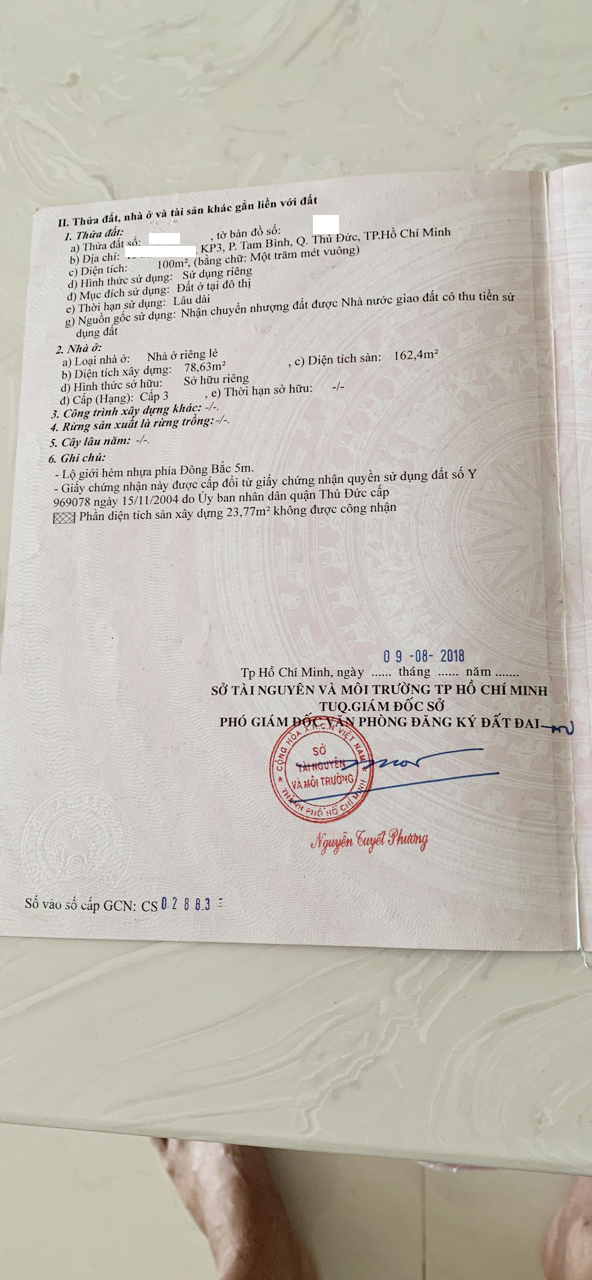 II. Thửa đất, nhà ở và tài sản khác gắn liền với đất
1. Thửa đất:
a) Thửa đất số: , tờ bản đồ số:
b) Địa chỉ: , KP3, P. Tam Bình, Q. Thủ Đức, TP.Hồ Chí Minh
c) Diện tích: 100m², (bằng chữ: Một trăm mét vuông)
d) Hình thức sử dụng: Sử dụng riêng
đ) Mục đích sử dụng: Đất ở tại đô thị
e) Thời hạn sử dụng: Lâu dài
g) Nguồn gốc sử dụng: Nhận chuyển nhượng đất được Nhà nước giao đất có thu tiền sử
dụng đất
2. Nhà ở:
a) Loại nhà ở: Nhà ở riêng lẻ
b) Diện tích xây dựng: 78,63m² , c) Diện tích sàn: 162,4m²
d) Hình thức sở hữu: Sở hữu riêng
đ) Cấp (Hạng): Cấp 3 , e) Thời hạn sở hữu: -/-
3. Công trình xây dựng khác: -/-.
4. Rừng sản xuất là rừng trồng: -/-.
5. Cây lâu năm: -/-.
6. Ghi chú:
- Lộ giới hẻm nhựa phía Đông Bắc 5m.
- Giấy chứng nhận này được cấp đổi từ giấy chứng nhận quyền sử dụng đất số Y
969078 ngày 15/11/2004 do Ủy ban nhân dân quận Thủ Đức cấp
Phần diện tích sàn xây dựng 23,77m² không được công nhận
09 -08- 2018
Tp Hồ Chí Minh, ngày ...... tháng ...... năm .......
SỞ TÀI NGUYÊN VÀ MÔI TRƯỜNG TP HỒ CHÍ MINH
TUQ.GIÁM ĐỐC SỞ
PHÓ GIÁM ĐỐC VĂN PHÒNG ĐĂNG KÝ ĐẤT ĐAI
CỘNG HÒA X.H.C.N VIỆT NAM
SỞ
TÀI NGUYÊN
VÀ MÔI TRƯỜNG
THÀNH PHỐ HỒ CHÍ MINH
Nguyễn Tuyết Phương
Số vào sổ cấp GCN: CS 02883